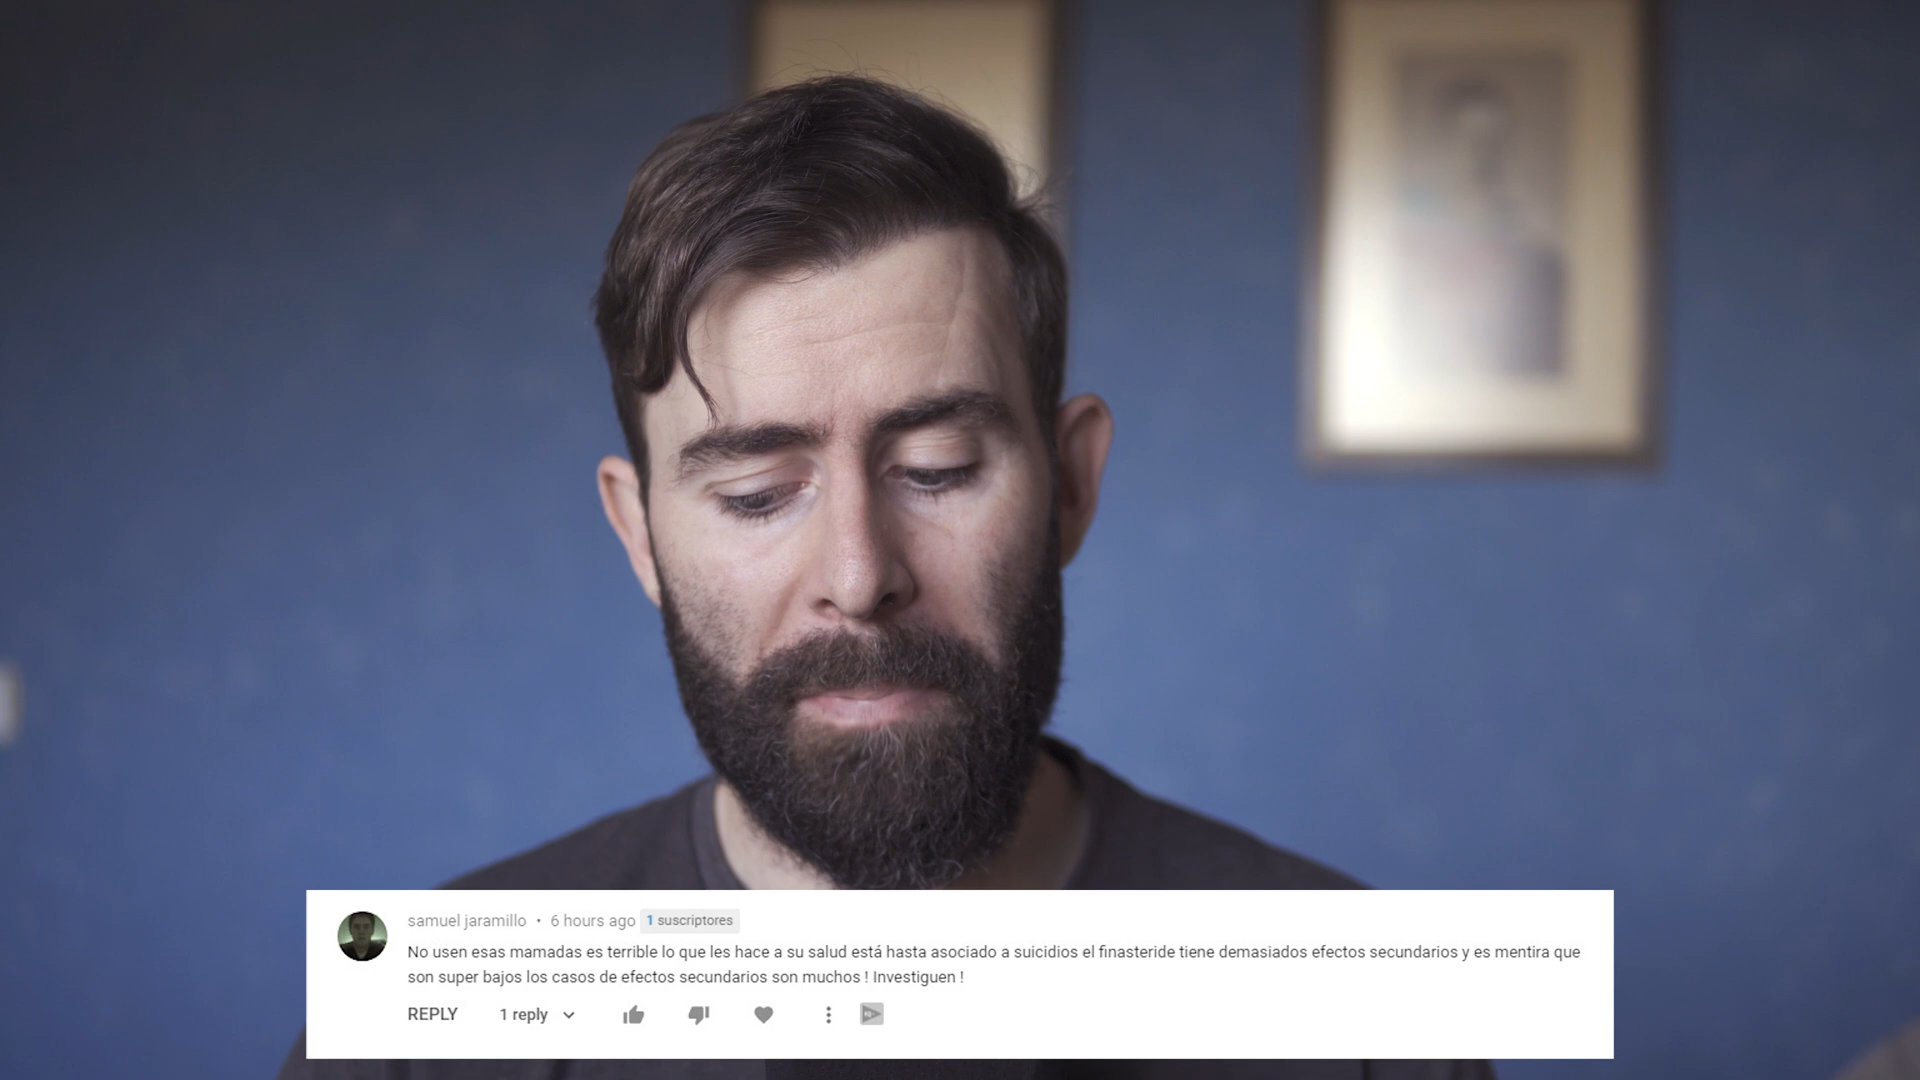 samuel jaramillo • 6 hours ago 1 suscriptores
No usen esas mamadas es terrible lo que les hace a su salud está hasta asociado a suicidios el finasteride tiene demasiados efectos secundarios y es mentira que
son super bajos los casos de efectos secundarios son muchos ! Investiguen !
REPLY 1 reply